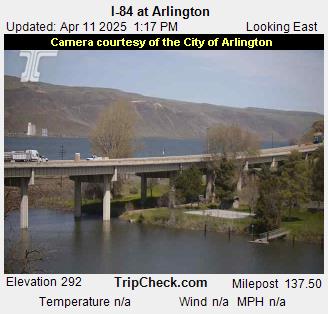 I-84 at Arlington
Updated: Apr 11 2025 1:17 PM Looking East
Camera courtesy of the City of Arlington
Elevation 292 TripCheck.com Milepost 137.50
Temperature n/a Wind n/a MPH n/a